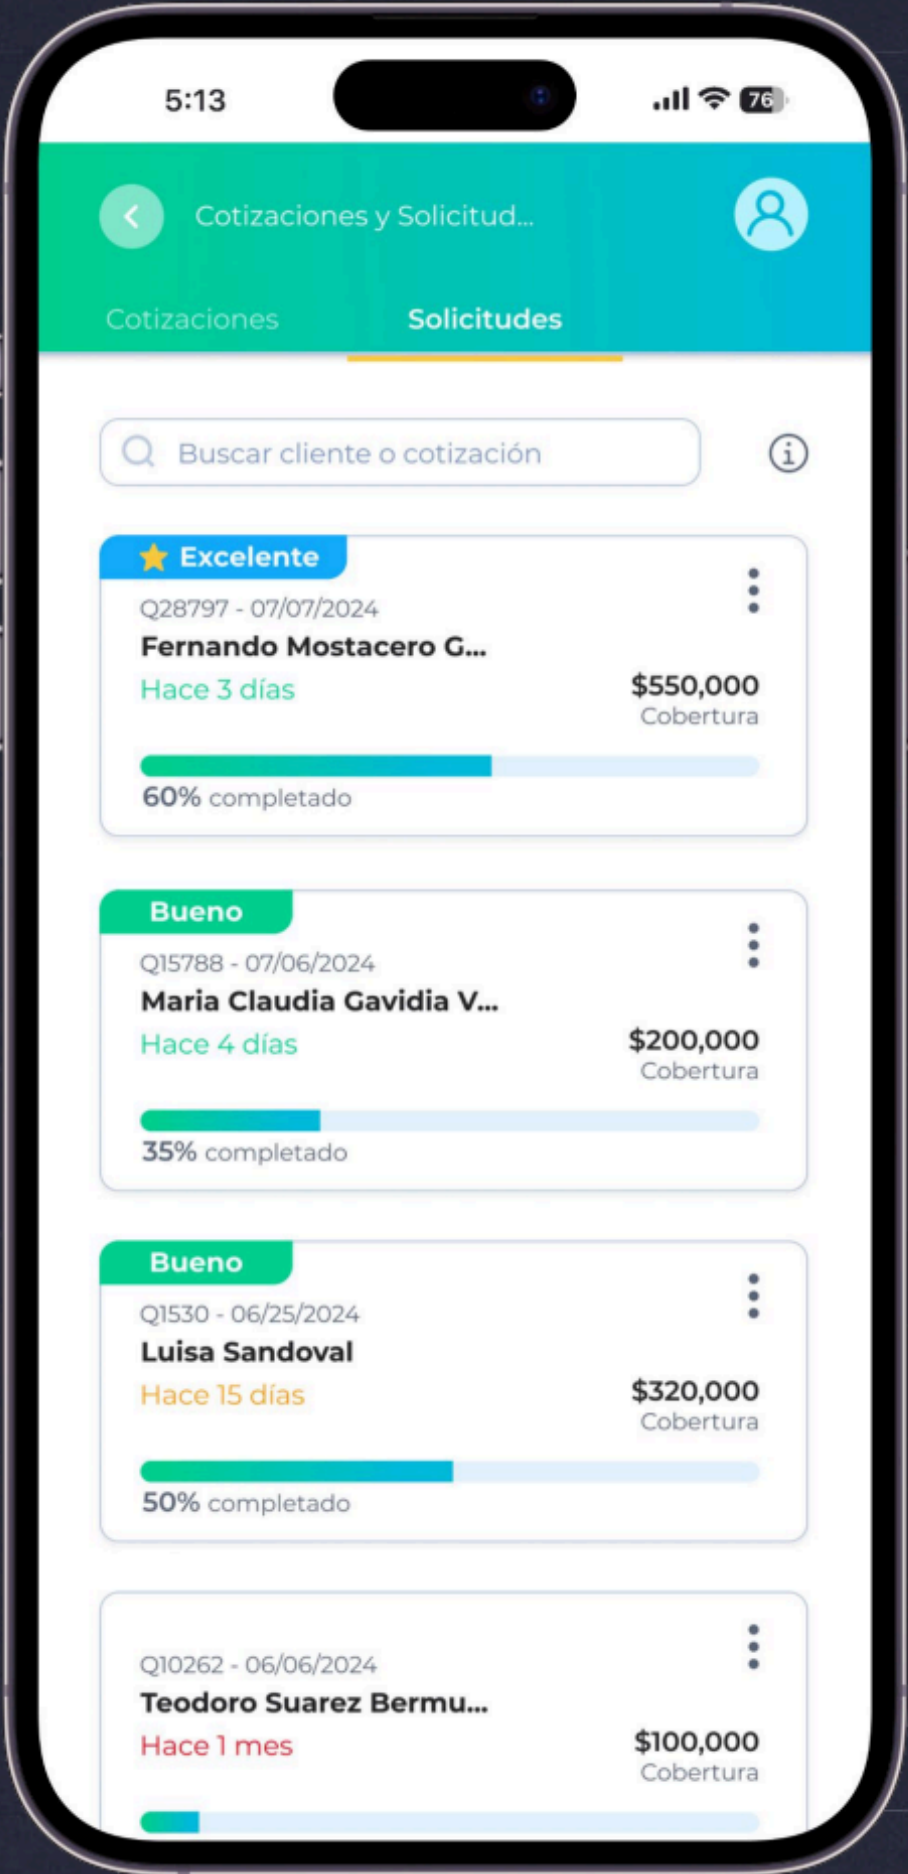 5:13
76
Cotizaciones y Solicitud...
Cotizaciones
Solicitudes
Buscar cliente o cotización
Excelente
Q28797 - 07/07/2024
Fernando Mostacero G...
Hace 3 días
$550,000
Cobertura
60% completado
Bueno
Q15788 - 07/06/2024
Maria Claudia Gavidia V...
Hace 4 días
$200,000
Cobertura
35% completado
Bueno
Q1530 - 06/25/2024
Luisa Sandoval
Hace 15 días
$320,000
Cobertura
50% completado
Q10262 - 06/06/2024
Teodoro Suarez Bermu...
Hace 1 mes
$100,000
Cobertura